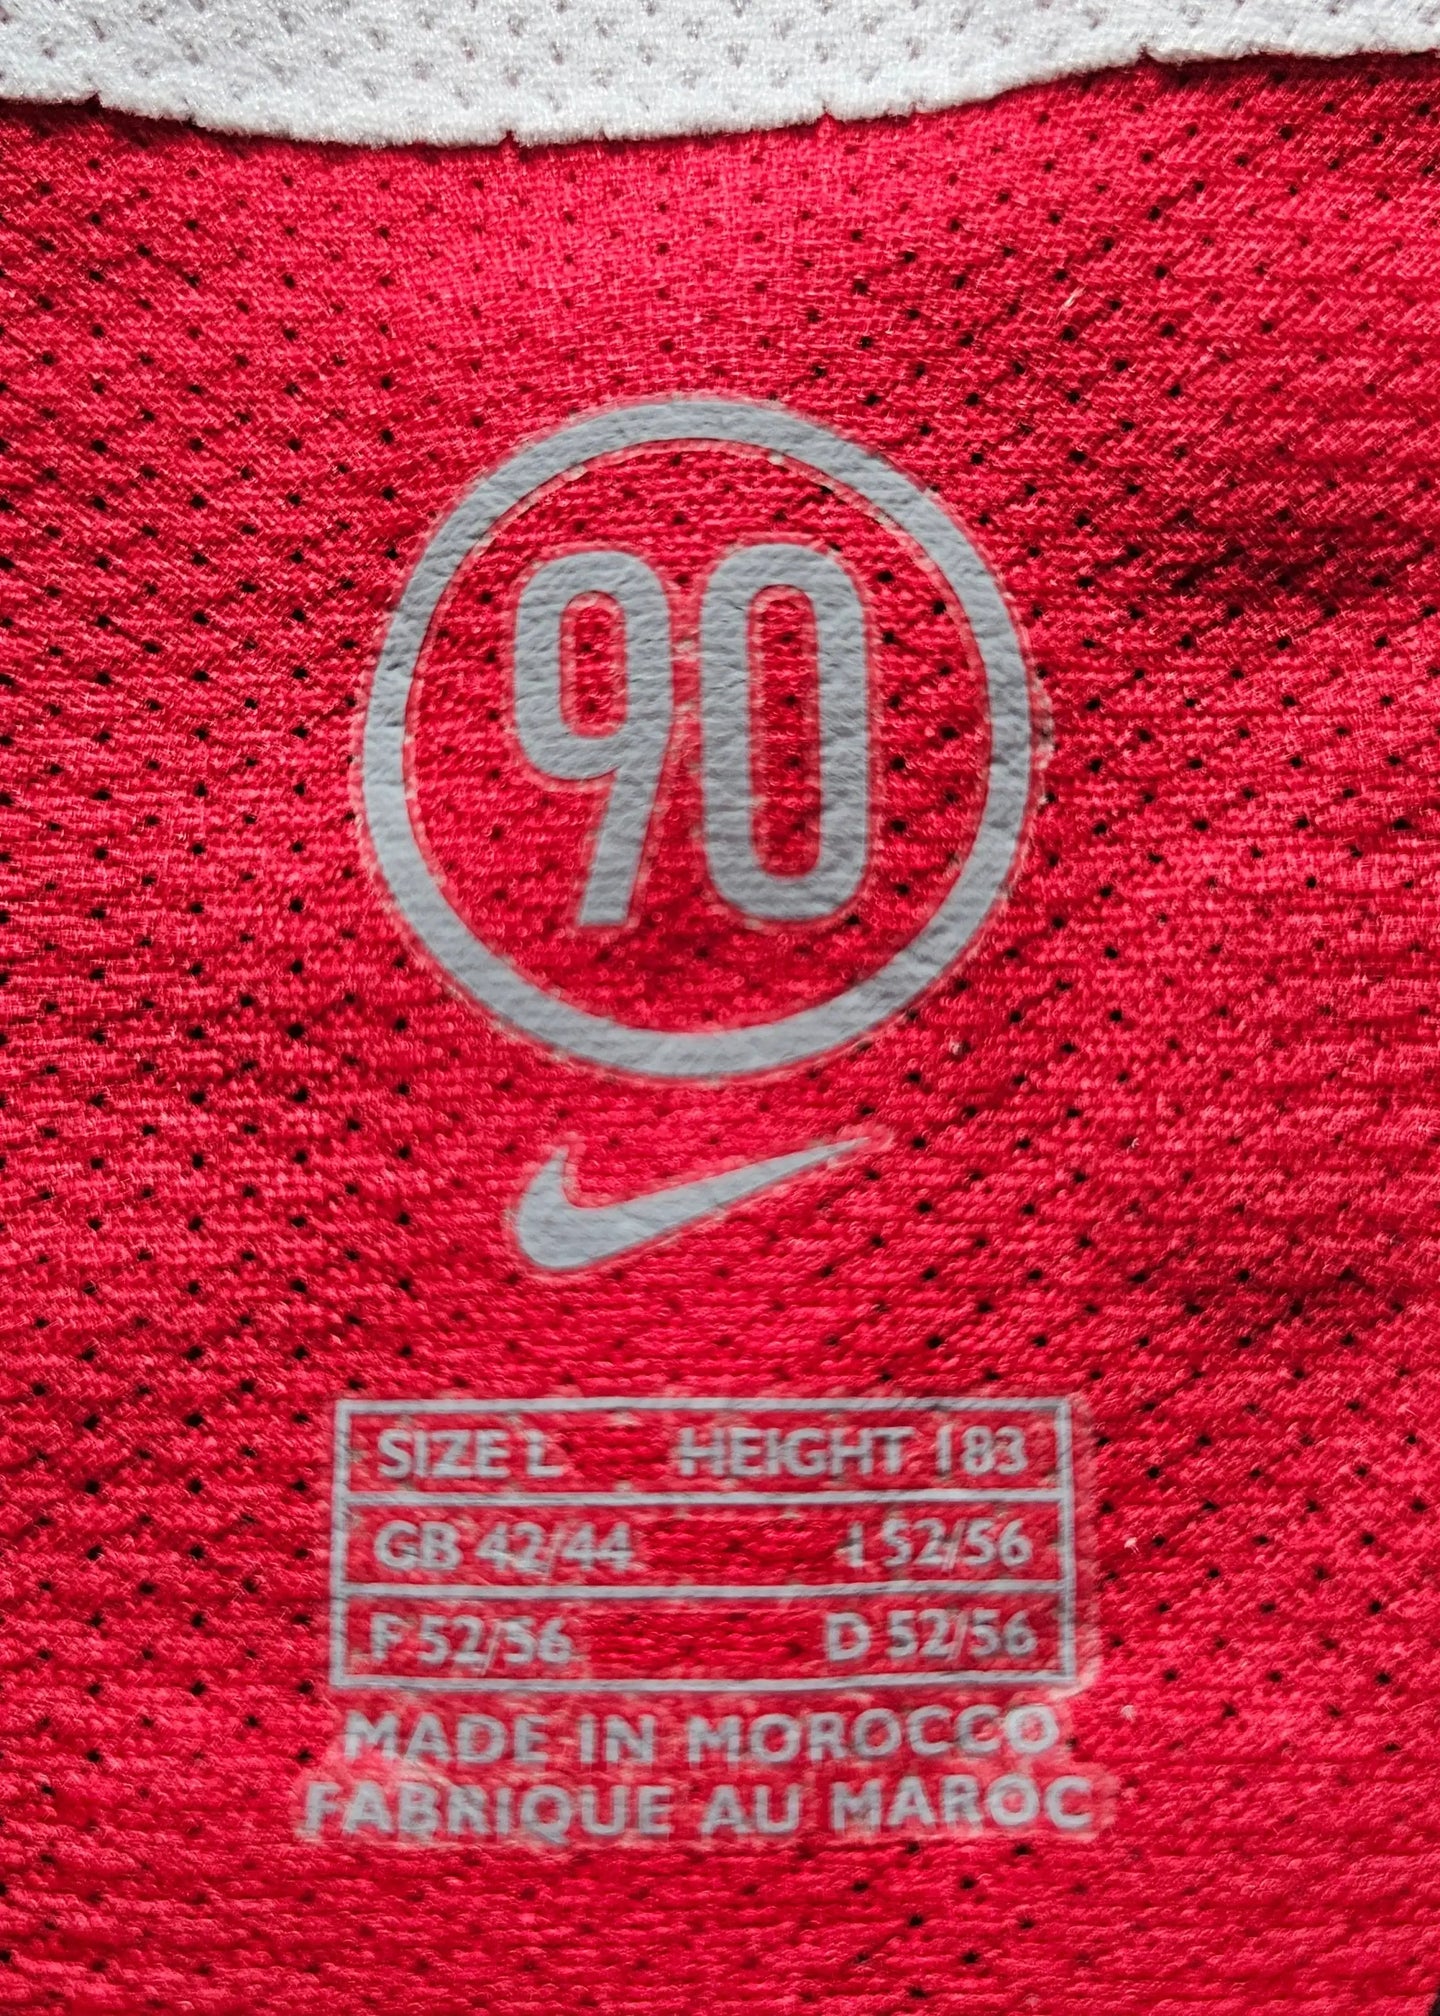 90
SIZE L HEIGHT 183
GB 42/44 I 52/56
F 52/56 D 52/56
MADE IN MOROCCO
FABRIQUE AU MAROC